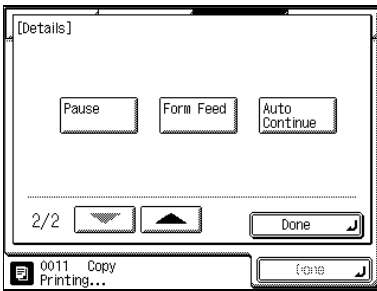 [Details]
Pause
Form Feed
Auto
Continue
2/2
Done
0011 Copy
Printing...